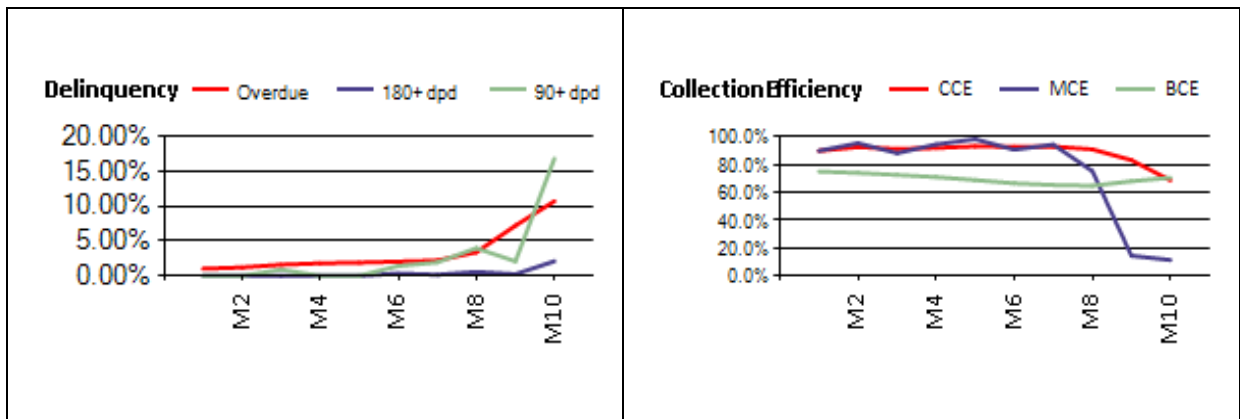 Delinquency Overdue 180+ dpd 90+ dpd
20.00%
15.00%
10.00%
5.00%
0.00%
M2 M4 M6 M8 M10
Collection Efficiency CCE MCE BCE
100.0%
80.0%
60.0%
40.0%
20.0%
0.0%
M2 M4 M6 M8 M10